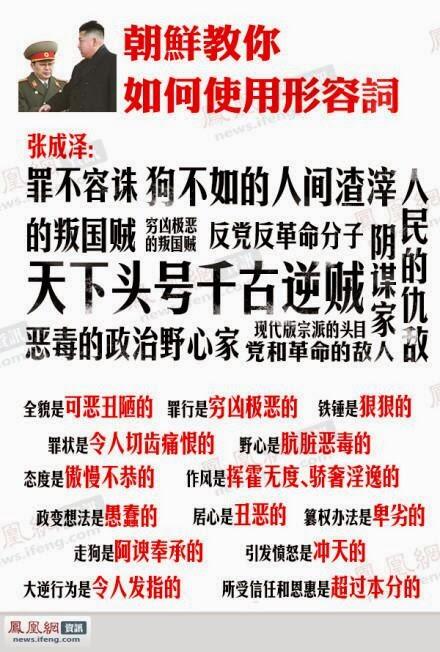 朝鮮教你
如何使用形容詞
张成泽:
罪不容诛 狗不如的人间渣滓 人民的仇敌
的叛国贼 穷凶极恶的叛国贼 反党反革命分子 阴谋家
天下头号千古逆贼
恶毒的政治野心家 现代版宗派的头目 党和革命的敌人
全貌是可恶丑陋的 罪行是穷凶极恶的 铁锤是狠狠的
罪状是令人切齿痛恨的 野心是肮脏恶毒的
态度是傲慢不恭的 作风是挥霍无度、骄奢淫逸的
政变想法是愚蠢的 居心是丑恶的 篡权办法是卑劣的
走狗是阿谀奉承的 引发愤怒是冲天的
大逆行为是令人发指的 所受信任和恩惠是超过本分的
鳳凰網 資訊
news.ifeng.com